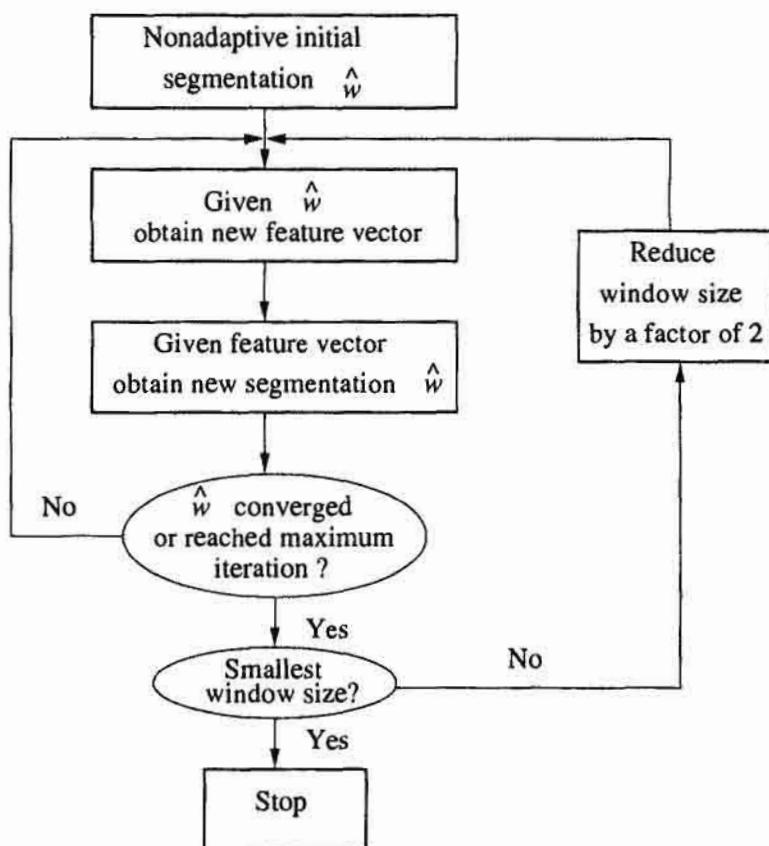 Nonadaptive initial
segmentation ŵ
Given ŵ
obtain new feature vector
Given feature vector
obtain new segmentation ŵ
ŵ converged
or reached maximum
iteration ?
No
Yes
Smallest
window size?
No
Yes
Stop
Reduce
window size
by a factor of 2